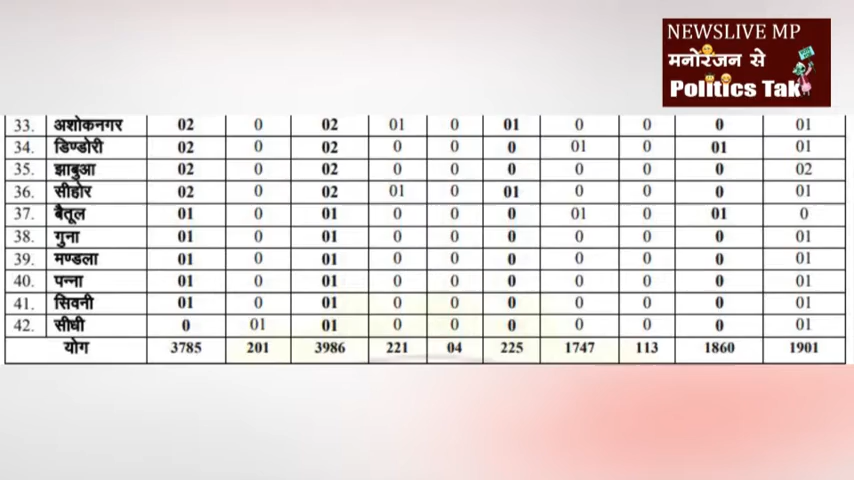 NEWSLIVE MP
मनोरंजन से
Politics Tak
33. अशोकनगर 02 0 02 01 0 01 0 0 0 01
34. डिण्डोरी 02 0 02 0 0 0 01 0 01 01
35. झाबुआ 02 0 02 0 0 0 0 0 0 02
36. सीहोर 02 0 02 01 0 01 0 0 0 01
37. बैतूल 01 0 01 0 0 0 01 0 01 0
38. गुना 01 0 01 0 0 0 0 0 0 01
39. मण्डला 01 0 01 0 0 0 0 0 0 01
40. पन्ना 01 0 01 0 0 0 0 0 0 01
41. सिवनी 01 0 01 0 0 0 0 0 0 01
42. सीधी 0 01 01 0 0 0 0 0 0 01
योग 3785 201 3986 221 04 225 1747 113 1860 1901